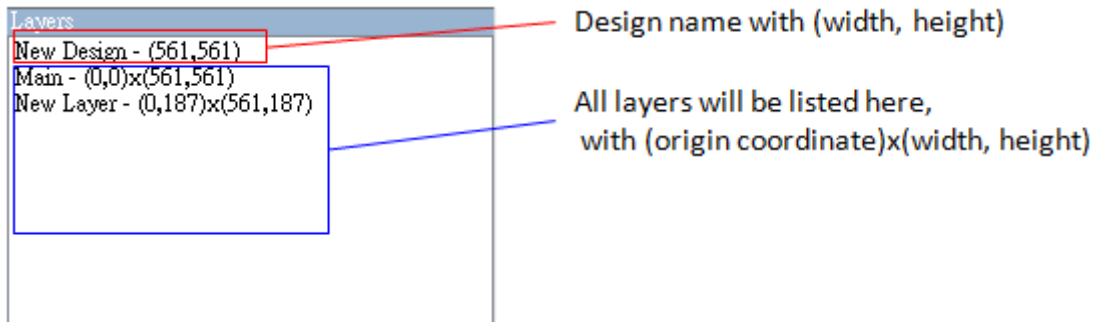 Layers
New Design - (561,561)
Main - (0,0)x(561,561)
New Layer - (0,187)x(561,187)
Design name with (width, height)
All layers will be listed here,
with (origin coordinate)x(width, height)